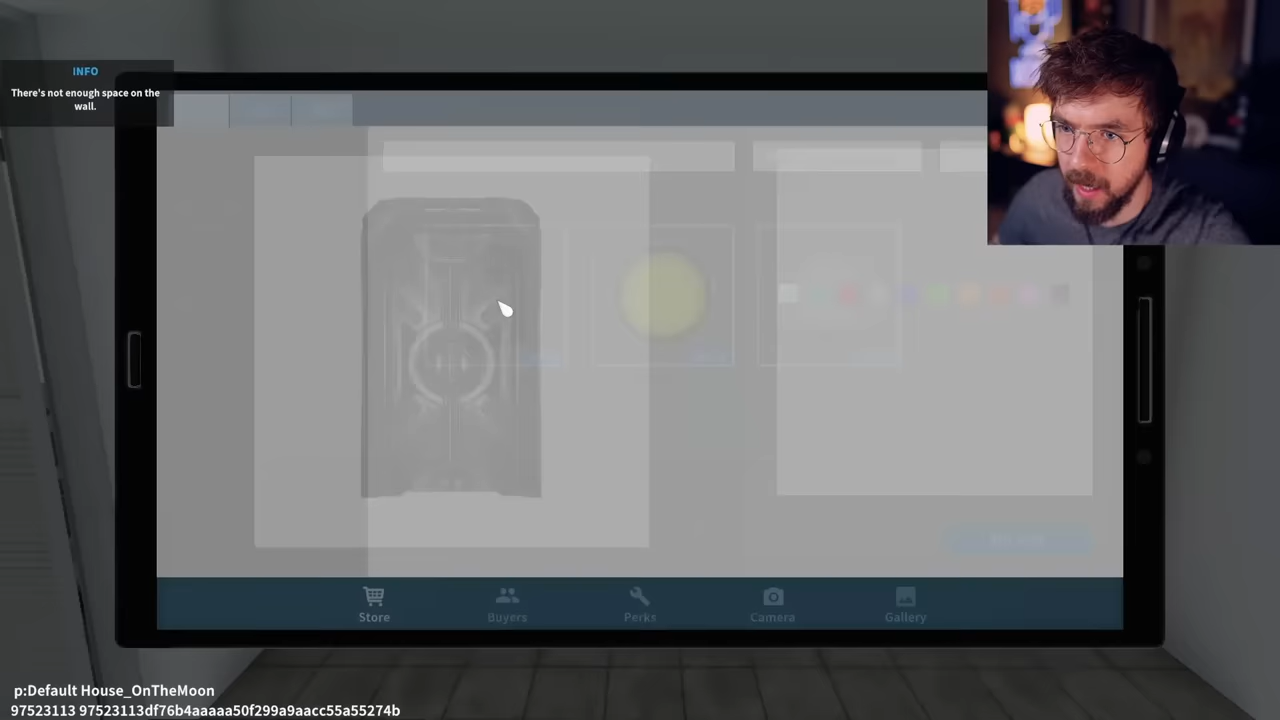 INFO
There's not enough space on the
wall.
Store
Buyers
Perks
Camera
Gallery
p:Default House_OnTheMoon
97523113 97523113df76b4aaaaa50f299a9aacc55a55274b